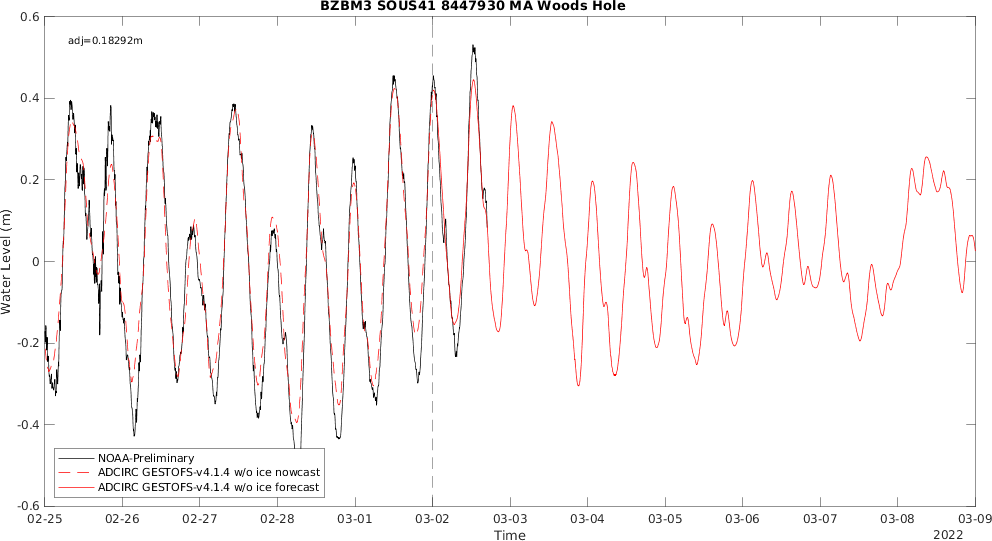 BZBM3 SOUS41 8447930 MA Woods Hole
adj=0.18292m
0.6
0.4
0.2
0
-0.2
-0.4
-0.6
Water Level (m)
NOAA-Preliminary
ADCIRC GESTOFS-v4.1.4 w/o ice nowcast
ADCIRC GESTOFS-v4.1.4 w/o ice forecast
02-25 02-26 02-27 02-28 03-01 03-02 03-03 03-04 03-05 03-06 03-07 03-08 03-09
Time
2022